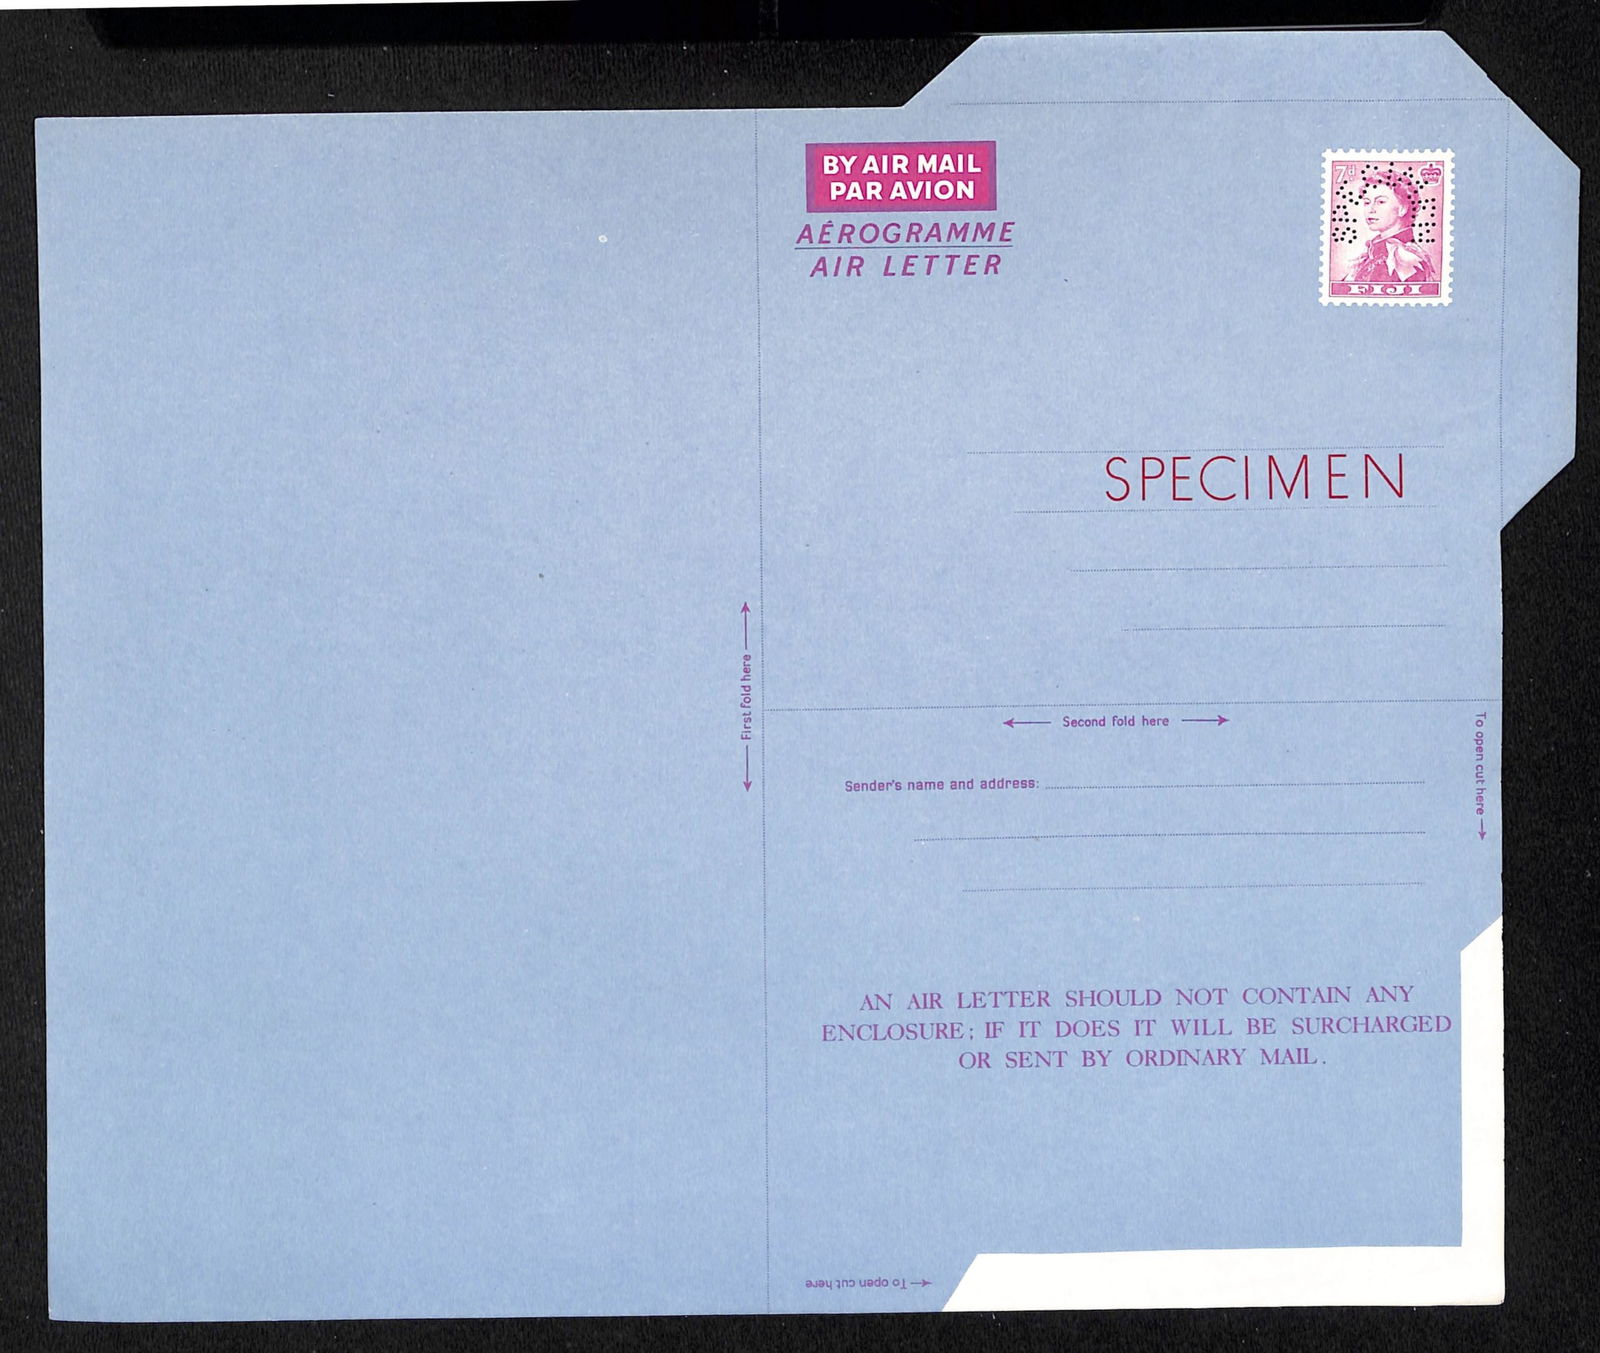 BY AIR MAIL
PAR AVION
AÉROGRAMME
AIR LETTER
7d
FIJI
SPECIMEN
SPECIMEN
First fold here
Second fold here
To open cut here
Sender's name and address:
AN AIR LETTER SHOULD NOT CONTAIN ANY
ENCLOSURE; IF IT DOES IT WILL BE SURCHARGED
OR SENT BY ORDINARY MAIL.
To open cut here